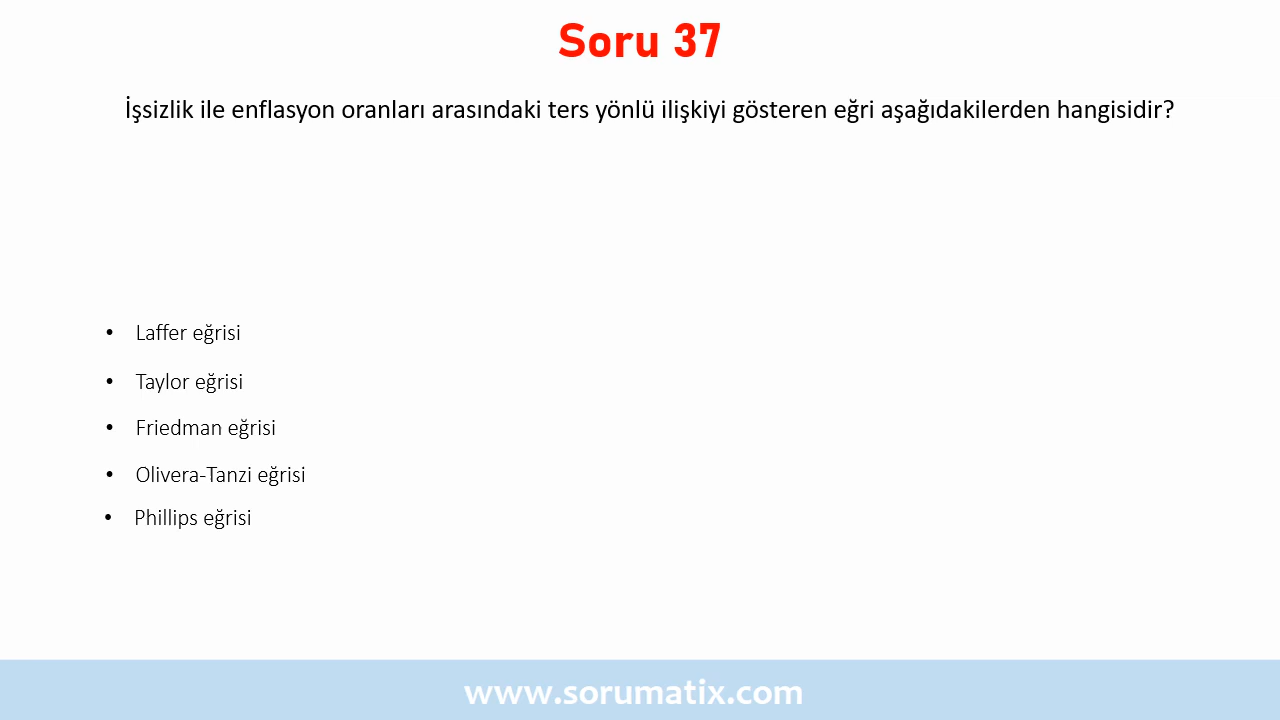 Soru 37
İşsizlik ile enflasyon oranları arasındaki ters yönlü ilişkiyi gösteren eğri aşağıdakilerden hangisidir?
• Laffer eğrisi
• Taylor eğrisi
• Friedman eğrisi
• Olivera-Tanzi eğrisi
• Phillips eğrisi
www.sorumatix.com